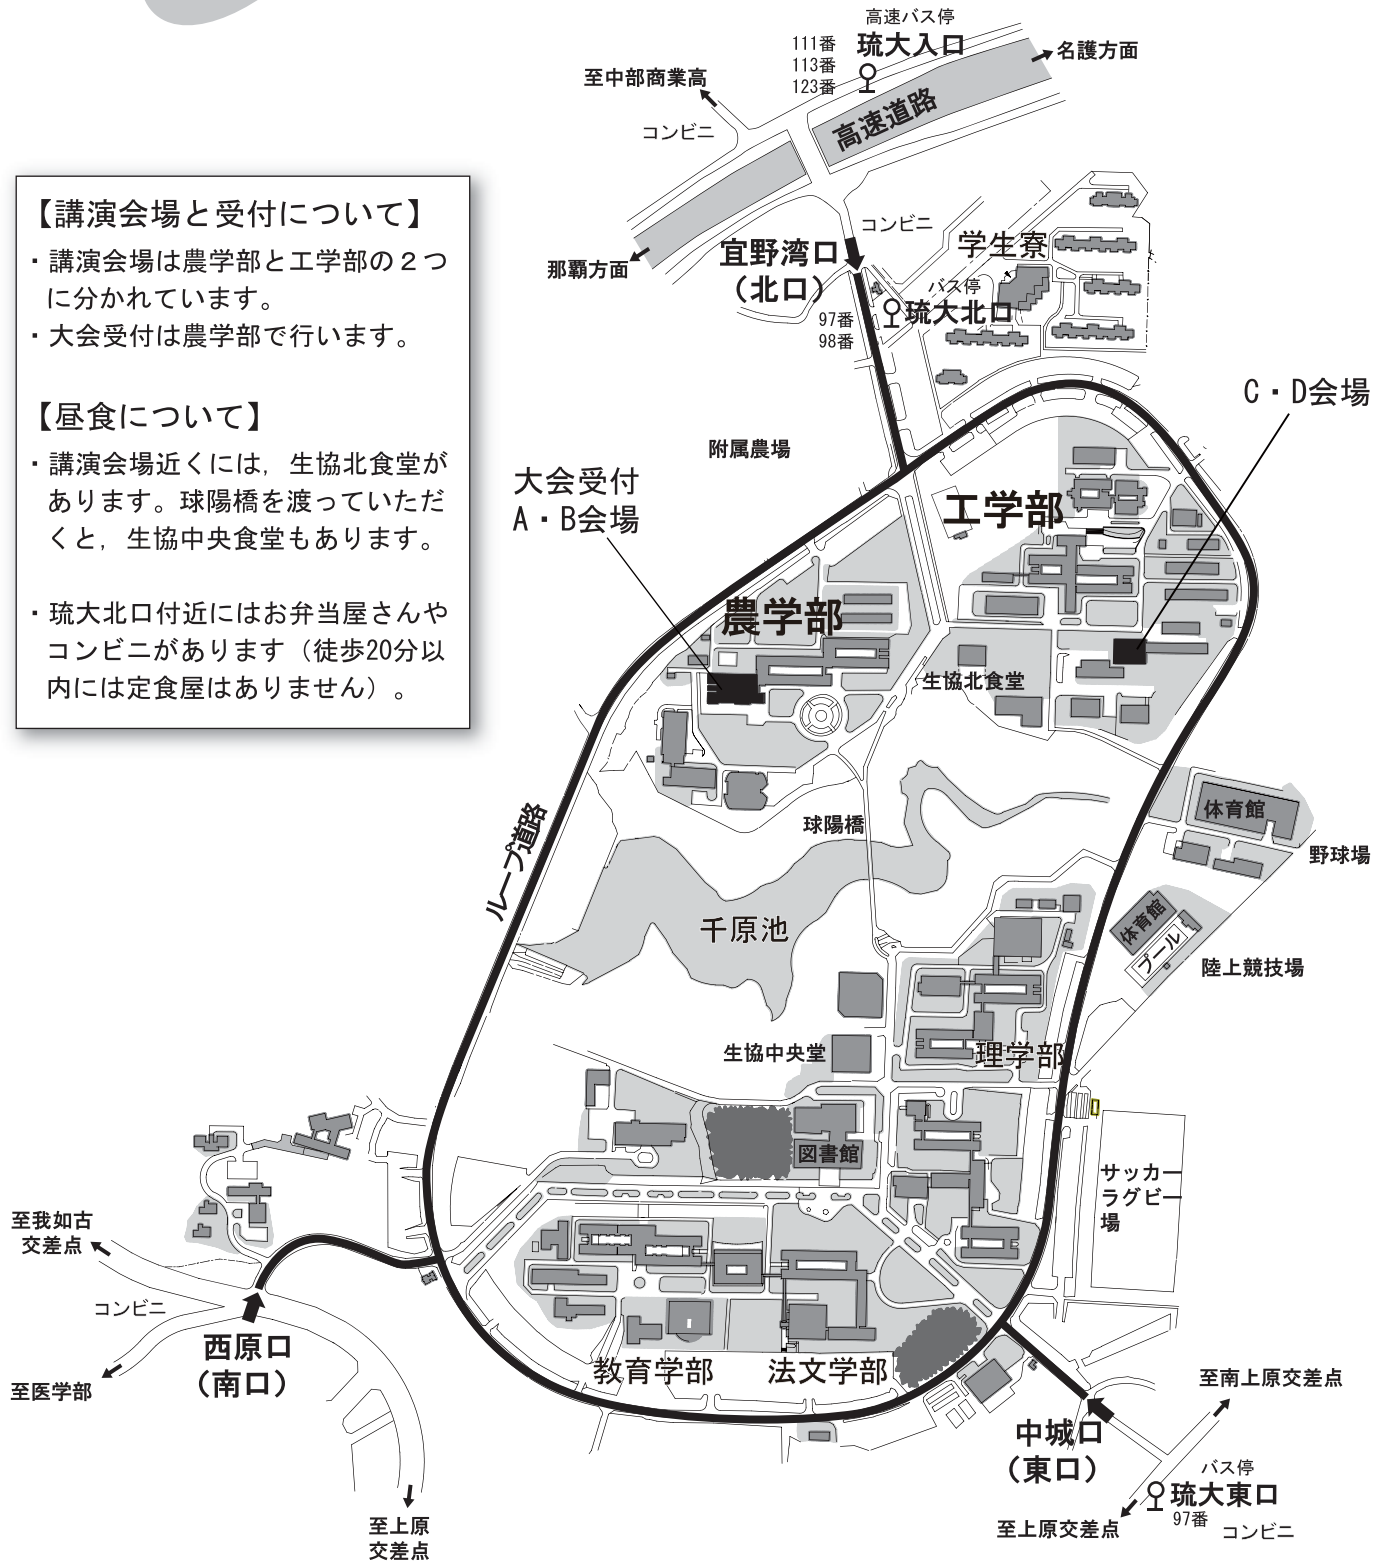 高速バス停
琉大入口
111番
113番
123番
名護方面
至中部商業高
コンビニ
高速道路
那覇方面
コンビニ
宜野湾口
（北口）
学生寮
バス停
琉大北口
97番
98番
【講演会場と受付について】
・講演会場は農学部と工学部の２つ
に分かれています。
・大会受付は農学部で行います。
【昼食について】
・講演会場近くには，生協北食堂が
あります。球陽橋を渡っていただ
くと，生協中央食堂もあります。
・琉大北口付近にはお弁当屋さんや
コンビニがあります（徒歩20分以
内には定食屋はありません）。
C・D会場
附属農場
大会受付
A・B会場
工学部
農学部
生協北食堂
ループ道路
球陽橋
体育館
野球場
千原池
体育館
プール
陸上競技場
生協中央堂
理学部
図書館
サッカー
ラグビー
場
至我如古
交差点
コンビニ
西原口
（南口）
至医学部
教育学部
法文学部
至南上原交差点
中城口
（東口）
バス停
琉大東口
97番
コンビニ
至上原交差点
至上原
交差点